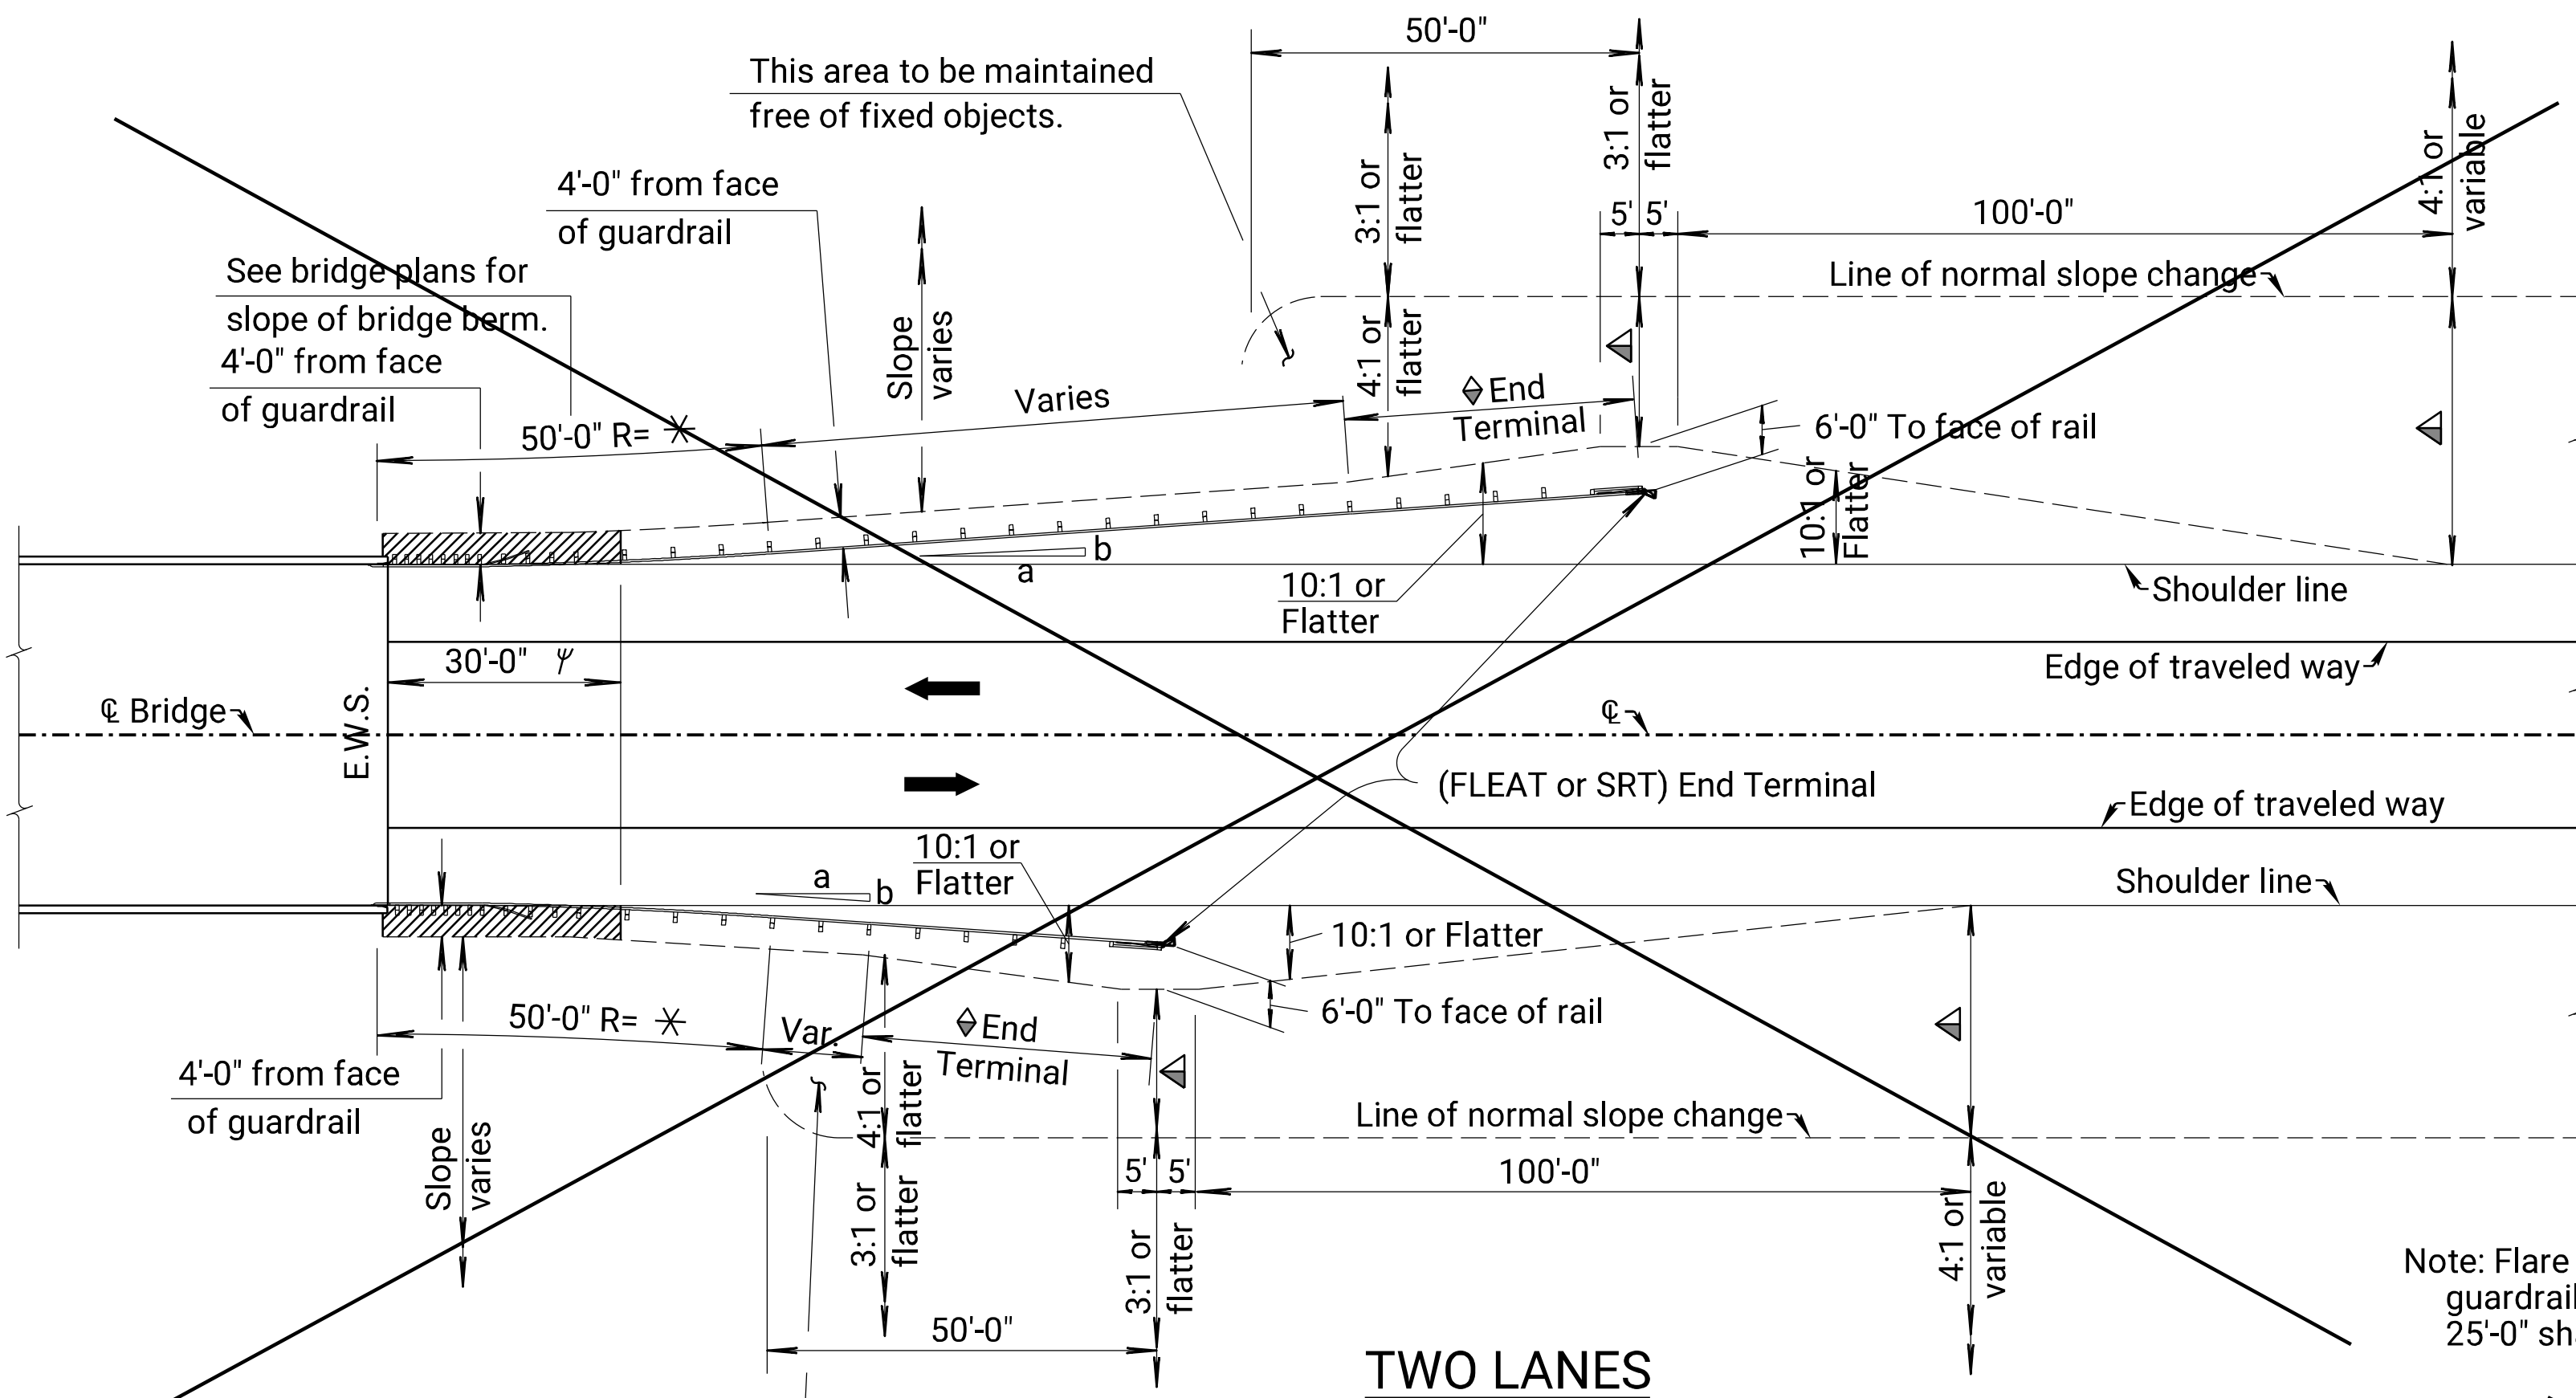 50'-0"
This area to be maintained
free of fixed objects.
3:1 or
flatter
4:1 or
variable
3:1 or
flatter
4'-0" from face
of guardrail
5' 5'
100'-0"
See bridge plans for
slope of bridge berm.
Line of normal slope change
Slope
varies
4:1 or
flatter
4'-0" from face
of guardrail
Varies
End
Terminal
50'-0" R=
6'-0" To face of rail
10:1 or
Flatter
b
a
10:1 or
Flatter
Shoulder line
30'-0" Ψ
Edge of traveled way
℄ Bridge
E.W.S.
℄
(FLEAT or SRT) End Terminal
Edge of traveled way
10:1 or
Flatter
a
b
Shoulder line
10:1 or Flatter
50'-0" R=
Var.
End
Terminal
6'-0" To face of rail
4'-0" from face
of guardrail
4:1 or
flatter
Line of normal slope change
Slope
varies
5' 5'
100'-0"
3:1 or
flatter
3:1 or
flatter
4:1 or
variable
50'-0"
Note: Flare
guardrail
25'-0" sh
TWO LANES